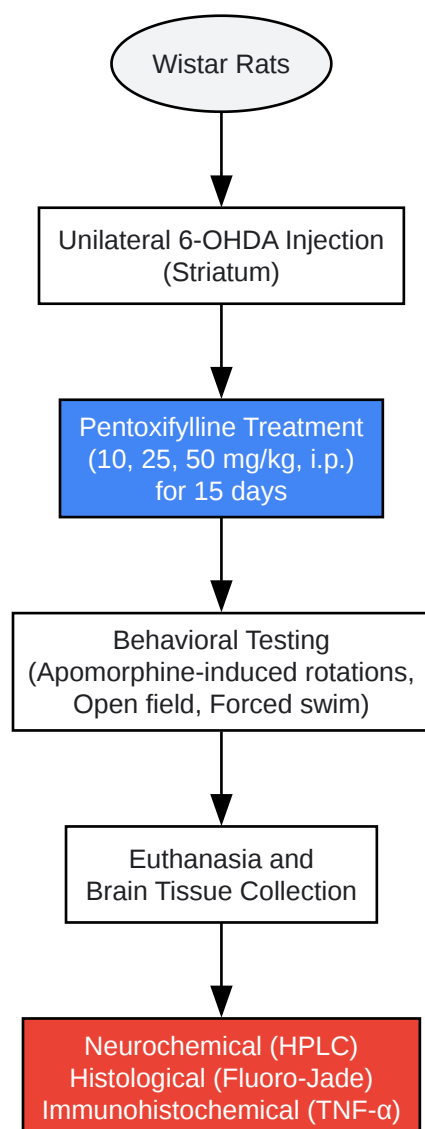 Wistar Rats
Unilateral 6-OHDA Injection
(Striatum)
Pentoxifylline Treatment
(10, 25, 50 mg/kg, i.p.)
for 15 days
Behavioral Testing
(Apomorphine-induced rotations,
Open field, Forced swim)
Euthanasia and
Brain Tissue Collection
Neurochemical (HPLC)
Histological (Fluoro-Jade)
Immunohistochemical (TNF-α)